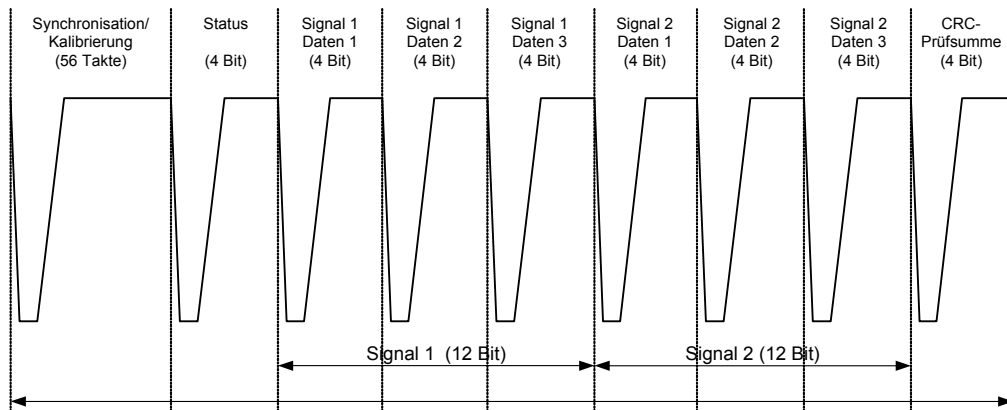 Synchronisation/
Kalibrierung
(56 Takte)
Status
(4 Bit)
Signal 1
Daten 1
(4 Bit)
Signal 1
Daten 2
(4 Bit)
Signal 1
Daten 3
(4 Bit)
Signal 2
Daten 1
(4 Bit)
Signal 2
Daten 2
(4 Bit)
Signal 2
Daten 3
(4 Bit)
CRC-
Prüfsumme
(4 Bit)
Signal 1 (12 Bit)
Signal 2 (12 Bit)